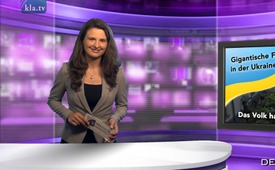 kla.tv
Gigantische F
in der Ukraine
Das Volk ha
DE